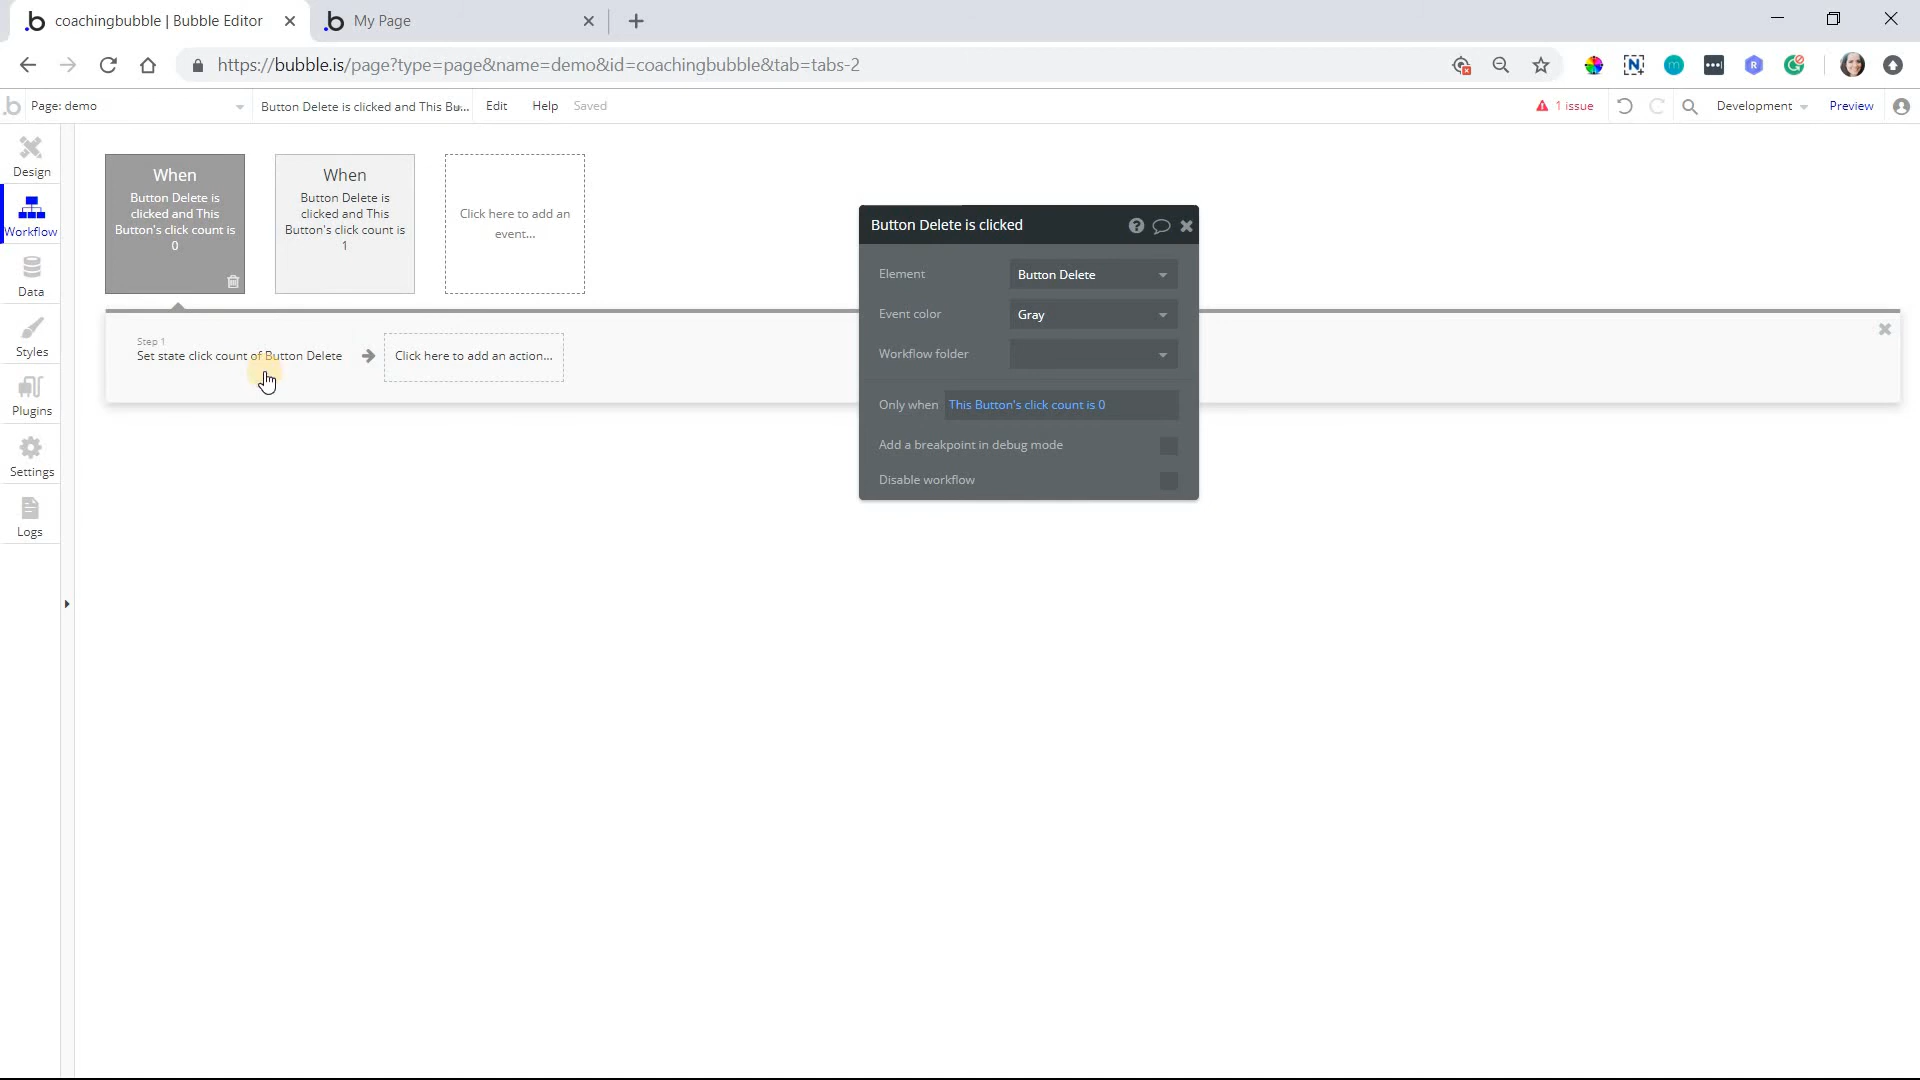 coachingbubble | Bubble Editor
My Page
https://bubble.is/page?type=page&name=demo&id=coachingbubble&tab=tabs-2
Page: demo
Button Delete is clicked and This Bu...
Edit
Help
Saved
1 issue
Development
Preview
Design
Workflow
Data
Styles
Plugins
Settings
Logs
When
Button Delete is
clicked and This
Button's click count is
0
When
Button Delete is
clicked and This
Button's click count is
1
Click here to add an
event...
Step 1
Set state click count of Button Delete
Click here to add an action...
Button Delete is clicked
Element
Button Delete
Event color
Gray
Workflow folder
Only when
This Button's click count is 0
Add a breakpoint in debug mode
Disable workflow